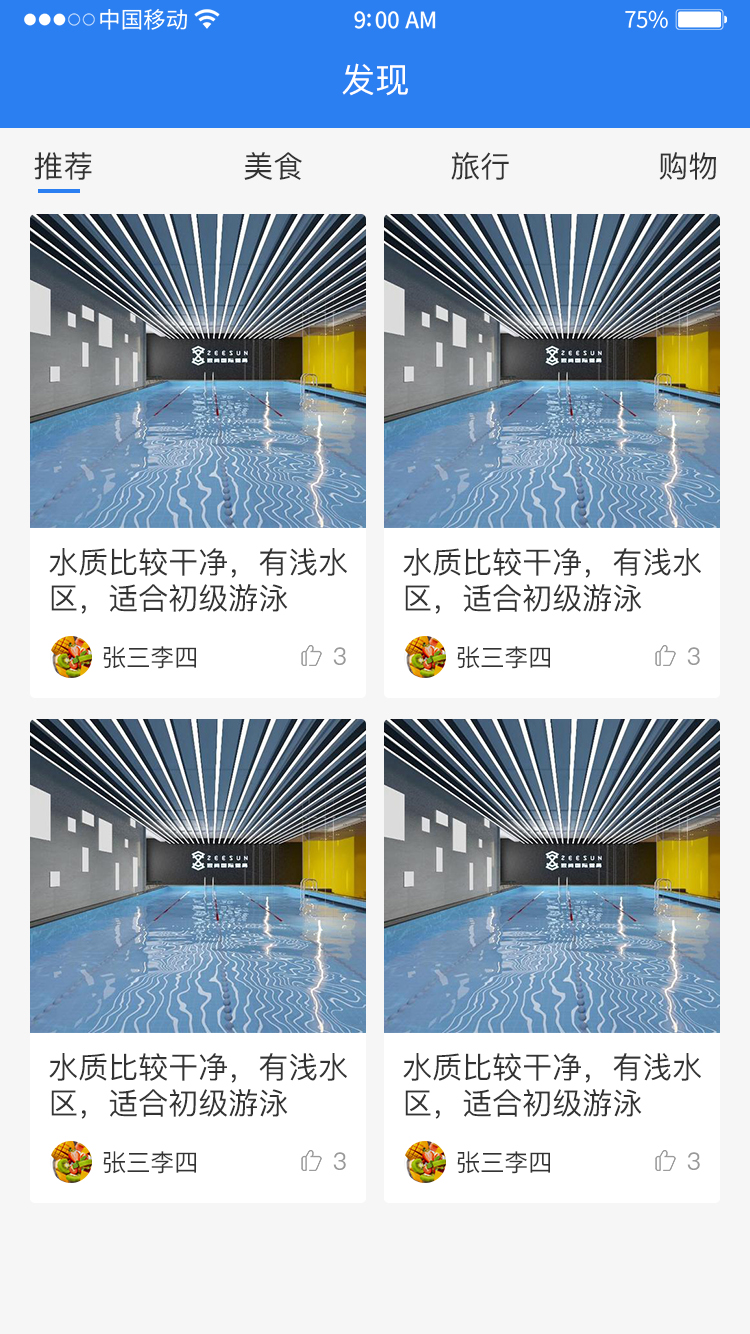 中国移动
9:00 AM
75%
发现
推荐 美食 旅行 购物
ZEESUN
ZEESUN
水质比较干净，有浅水
区，适合初级游泳
张三李四 3
水质比较干净，有浅水
区，适合初级游泳
张三李四 3
ZEESUN
ZEESUN
水质比较干净，有浅水
区，适合初级游泳
张三李四 3
水质比较干净，有浅水
区，适合初级游泳
张三李四 3